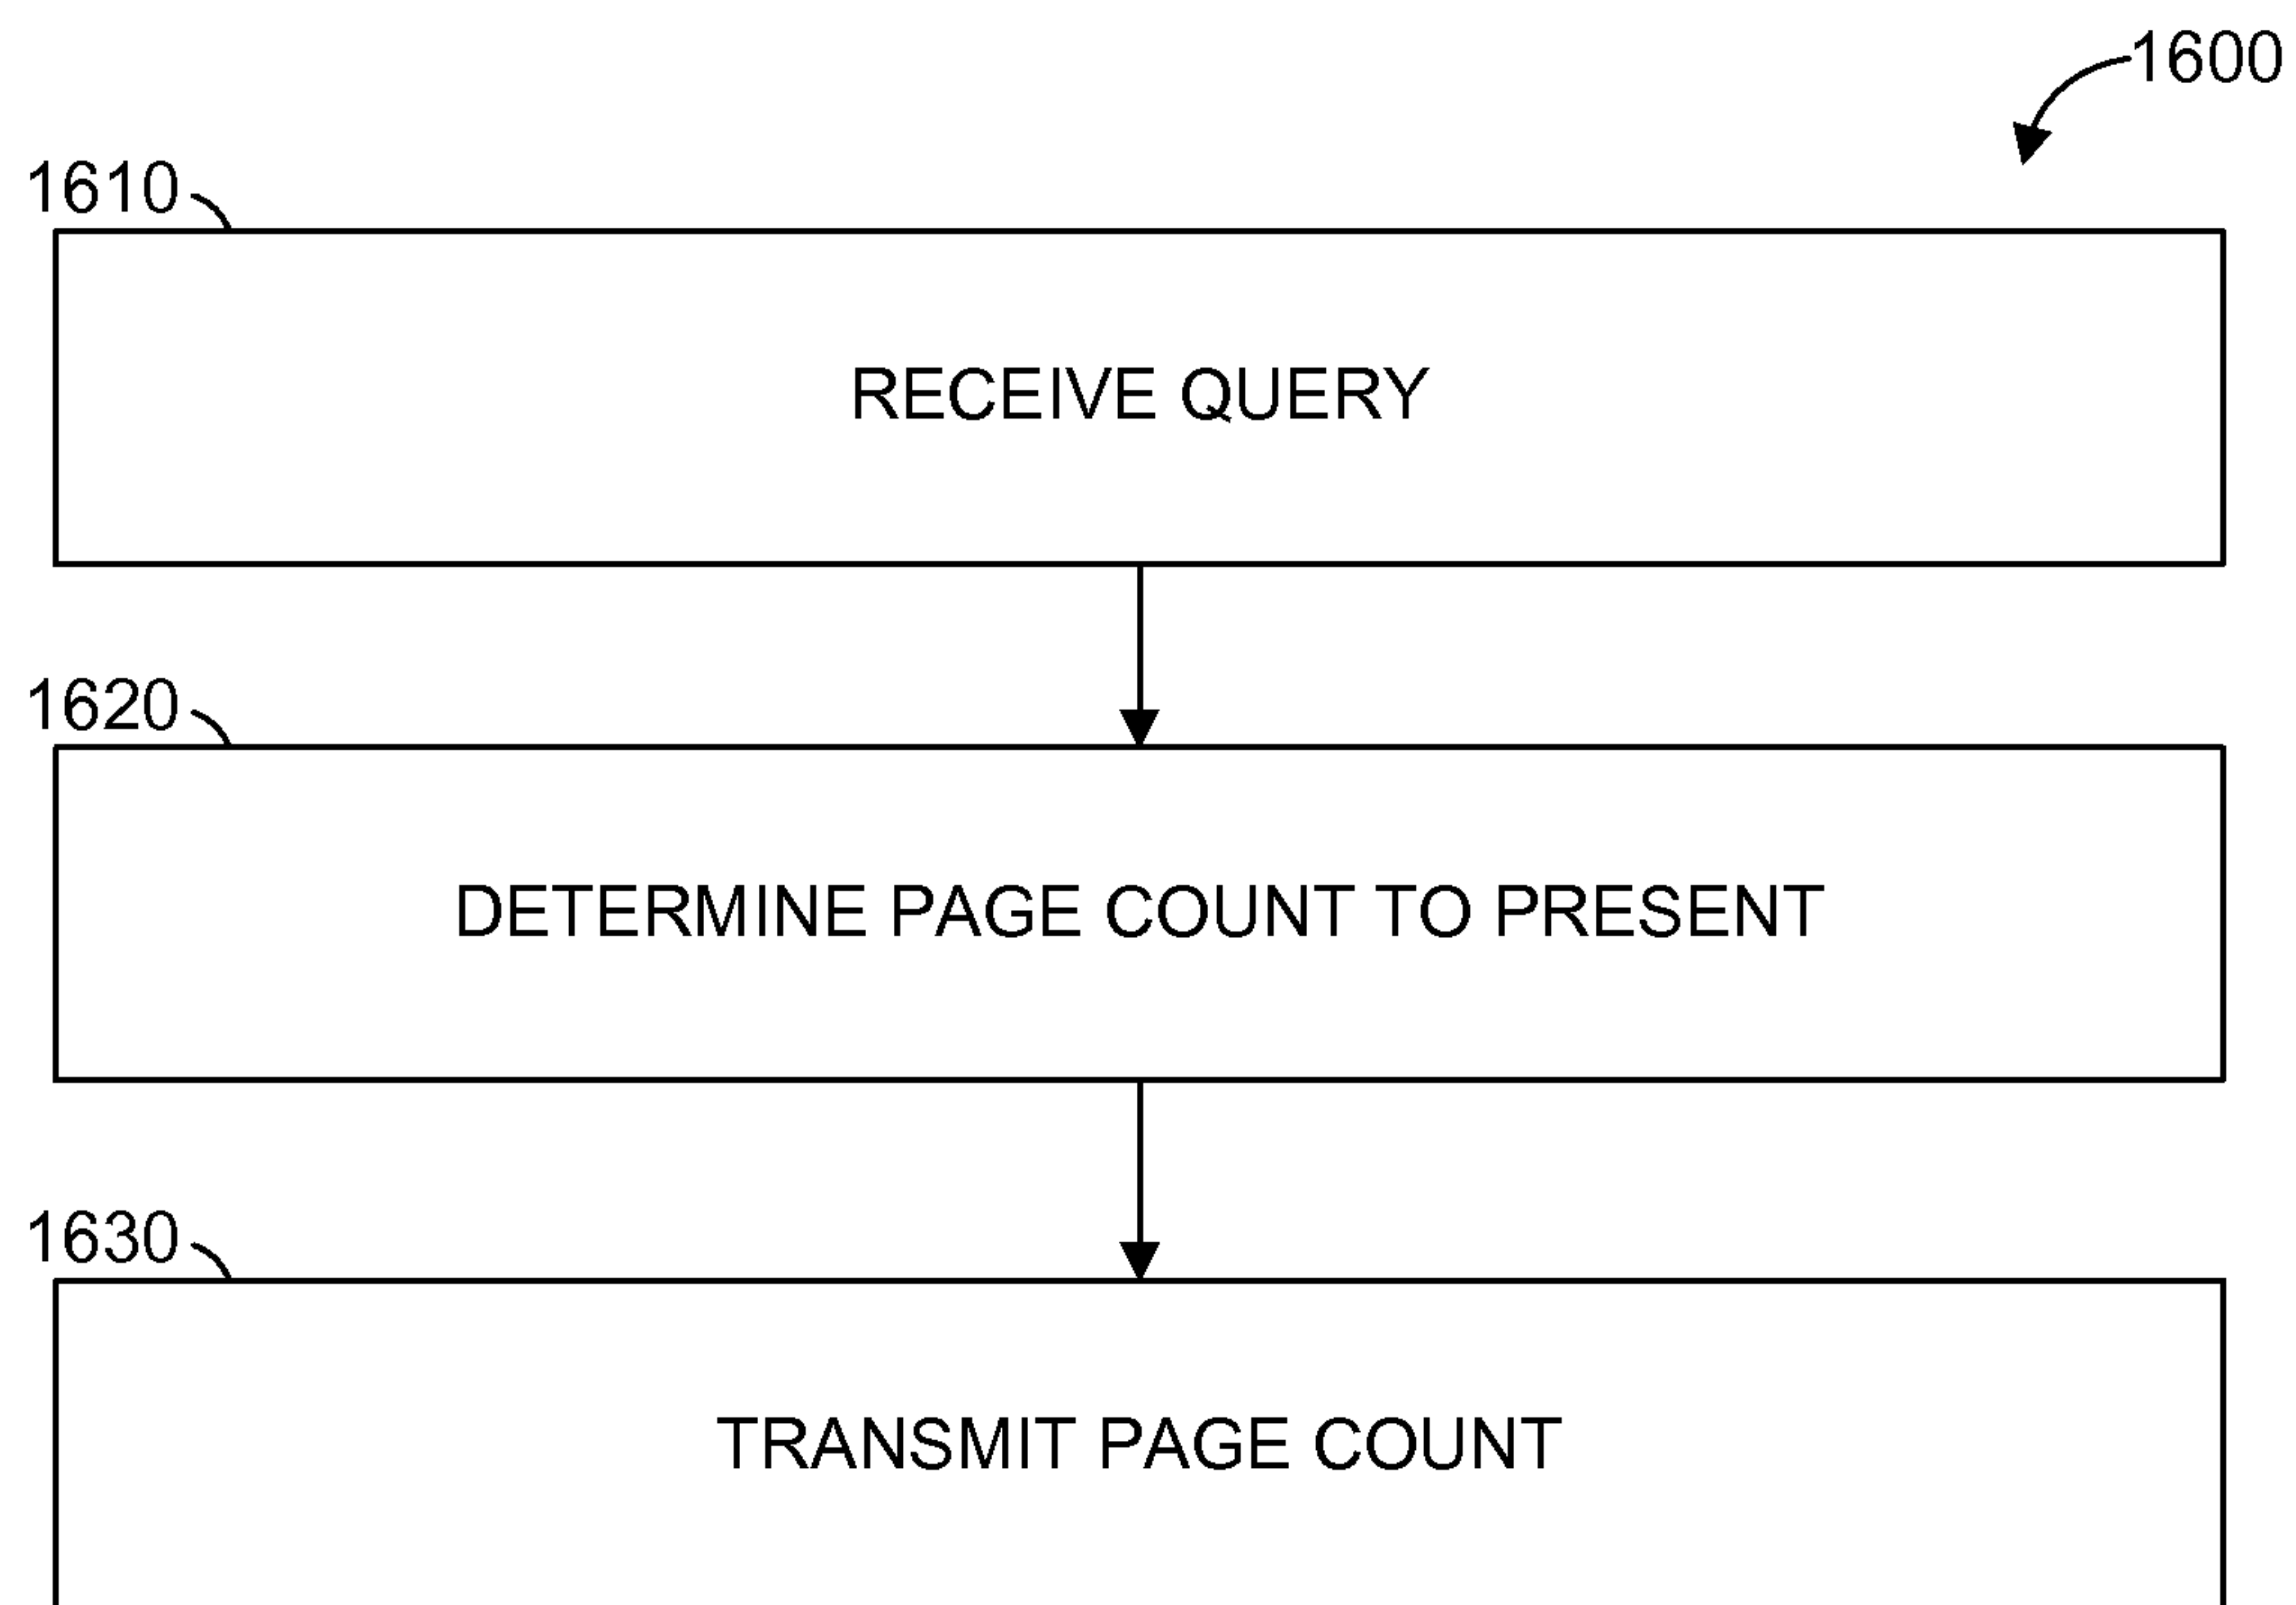 1600
1610
RECEIVE QUERY
1620
DETERMINE PAGE COUNT TO PRESENT
1630
TRANSMIT PAGE COUNT